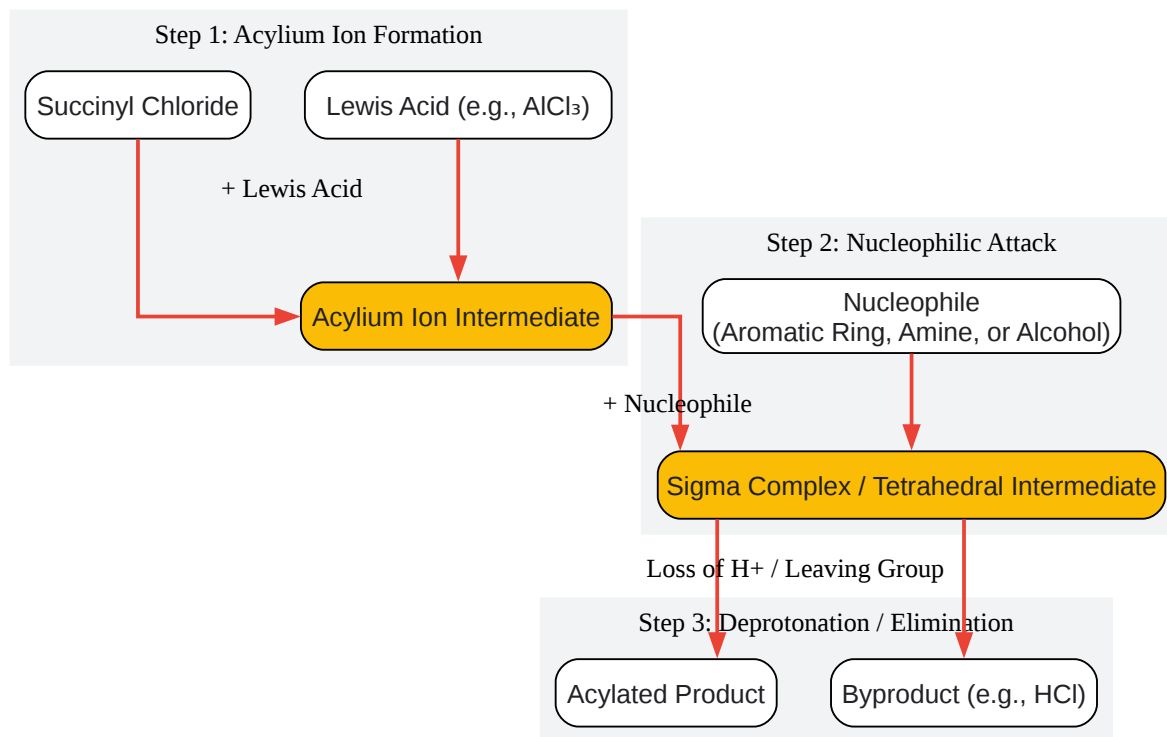 Step 1: Acylium Ion Formation
Succinyl Chloride
Lewis Acid (e.g., AlCl₃)
+ Lewis Acid
Acylium Ion Intermediate
Step 2: Nucleophilic Attack
Nucleophile
(Aromatic Ring, Amine, or Alcohol)
+ Nucleophile
Sigma Complex / Tetrahedral Intermediate
Loss of H+ / Leaving Group
Step 3: Deprotonation / Elimination
Acylated Product
Byproduct (e.g., HCl)